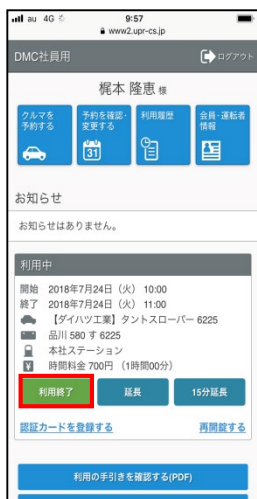 au 4G 9:57
www2.upr-cs.jp
DMC社員用 ログアウト
梶本 隆恵 様
クルマを
予約する
予約を確認・
変更する
31
利用履歴
会員・運転者
情報
お知らせ
お知らせはありません。
利用中
開始 2018年7月24日（火） 10:00
終了 2018年7月24日（火） 11:00
【ダイハツ工業】タントスローパー 6225
品川 580 す 6225
本社ステーション
¥ 時間料金 700円 （1時間00分）
利用終了 延長 15分延長
認証カードを登録する 再開錠する
利用の手引きを確認する(PDF)